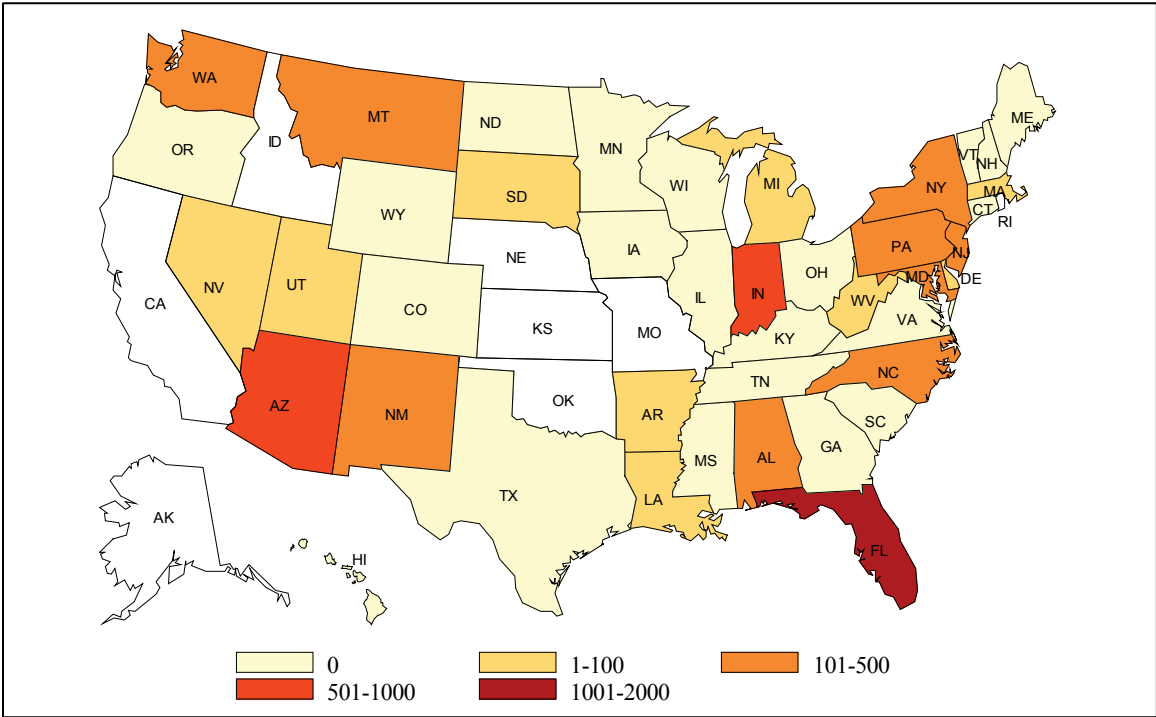 WA
MT
ND
MN
ME
OR
ID
VT
NH
WI
MI
NY
MA
SD
WY
CT
RI
IA
PA
NJ
NE
NV
UT
OH
MD
DE
CA
IL
IN
WV
CO
VA
KS
MO
KY
TN
NC
AZ
NM
OK
AR
SC
GA
MS
AL
TX
LA
AK
FL
HI
0 1-100 101-500
501-1000 1001-2000